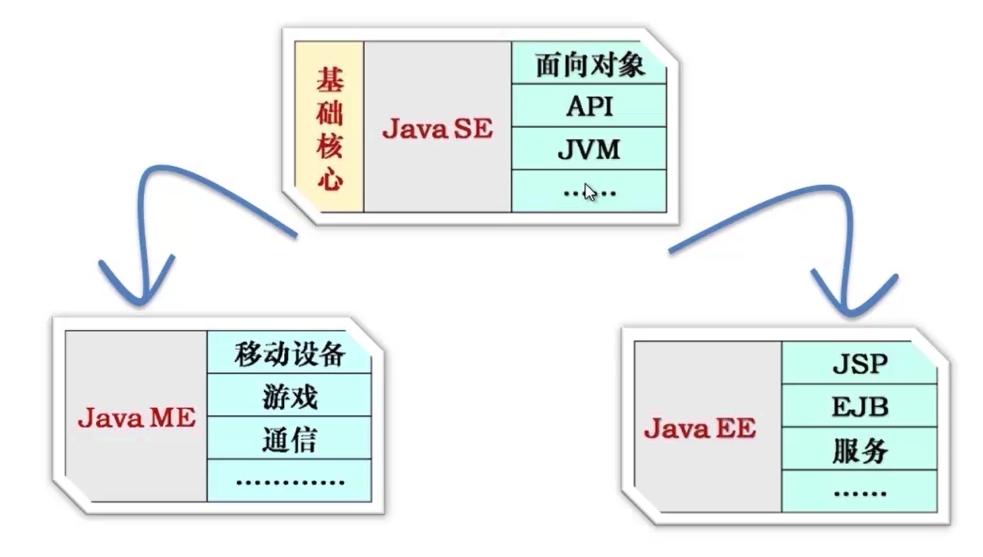 基础核心
Java SE
面向对象
API
JVM
......
Java ME
移动设备
游戏
通信
............
Java EE
JSP
EJB
服务
......